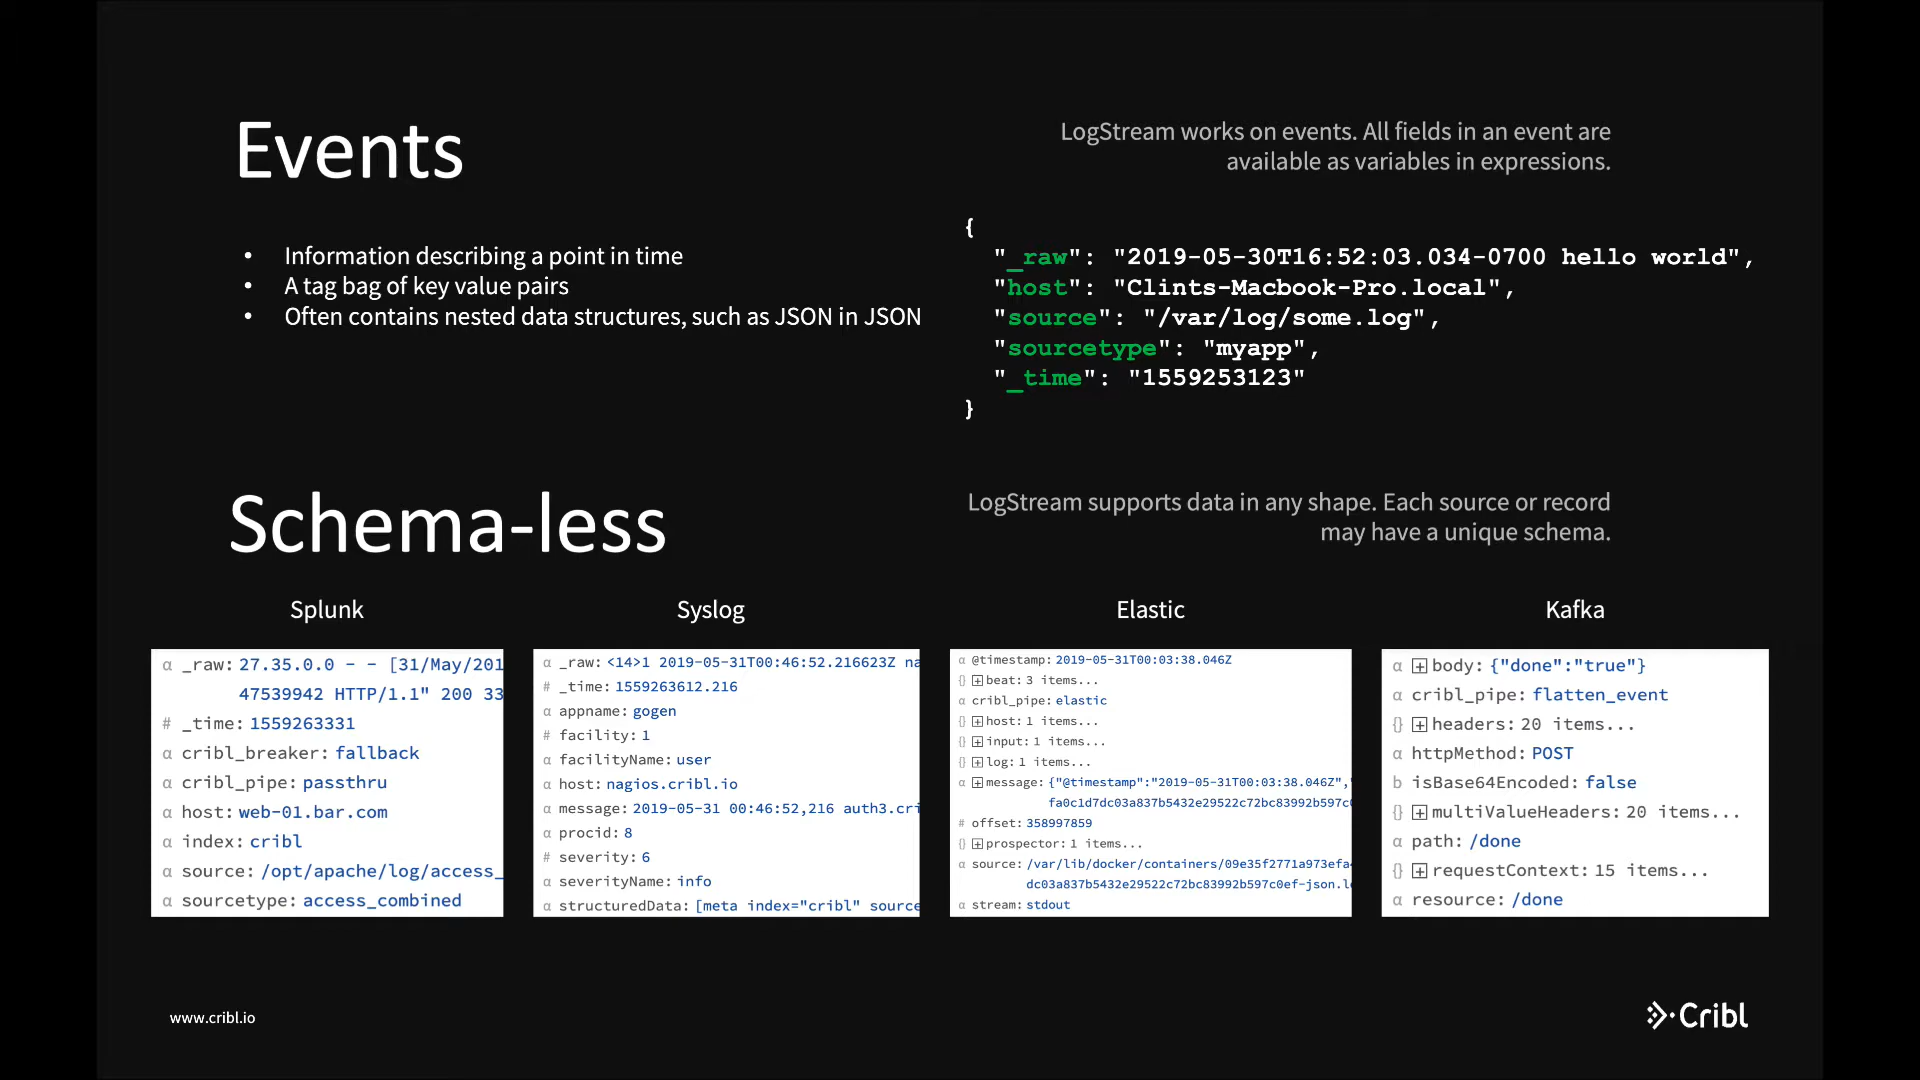 Events
LogStream works on events. All fields in an event are
available as variables in expressions.
• Information describing a point in time
• A tag bag of key value pairs
• Often contains nested data structures, such as JSON in JSON
{
"_raw": "2019-05-30T16:52:03.034-0700 hello world",
"host": "Clints-Macbook-Pro.local",
"source": "/var/log/some.log",
"sourcetype": "myapp",
"_time": "1559253123"
}
Schema-less
LogStream supports data in any shape. Each source or record
may have a unique schema.
Splunk
α _raw: 27.35.0.0 - - [31/May/201
47539942 HTTP/1.1" 200 33
# _time: 1559263331
α cribl_breaker: fallback
α cribl_pipe: passthru
α host: web-01.bar.com
α index: cribl
α source: /opt/apache/log/access_
α sourcetype: access_combined
Syslog
α _raw: <14>1 2019-05-31T00:46:52.216623Z na
# _time: 1559263612.216
α appname: gogen
# facility: 1
α facilityName: user
α host: nagios.cribl.io
α message: 2019-05-31 00:46:52,216 auth3.cri
α procid: 8
# severity: 6
α severityName: info
α structuredData: [meta index="cribl" source
Elastic
α @timestamp: 2019-05-31T00:03:38.046Z
{} + beat: 3 items...
α cribl_pipe: elastic
{} + host: 1 items...
{} + input: 1 items...
{} + log: 1 items...
α + message: {"@timestamp":"2019-05-31T00:03:38.046Z","
fa0c1d7dc03a837b5432e29522c72bc83992b597c0
# offset: 358997859
{} + prospector: 1 items...
α source: /var/lib/docker/containers/09e35f2771a973efa4
dc03a837b5432e29522c72bc83992b597c0ef-json.lo
α stream: stdout
Kafka
α + body: {"done":"true"}
α cribl_pipe: flatten_event
{} + headers: 20 items...
α httpMethod: POST
b isBase64Encoded: false
{} + multiValueHeaders: 20 items...
α path: /done
{} + requestContext: 15 items...
α resource: /done
www.cribl.io
Cribl